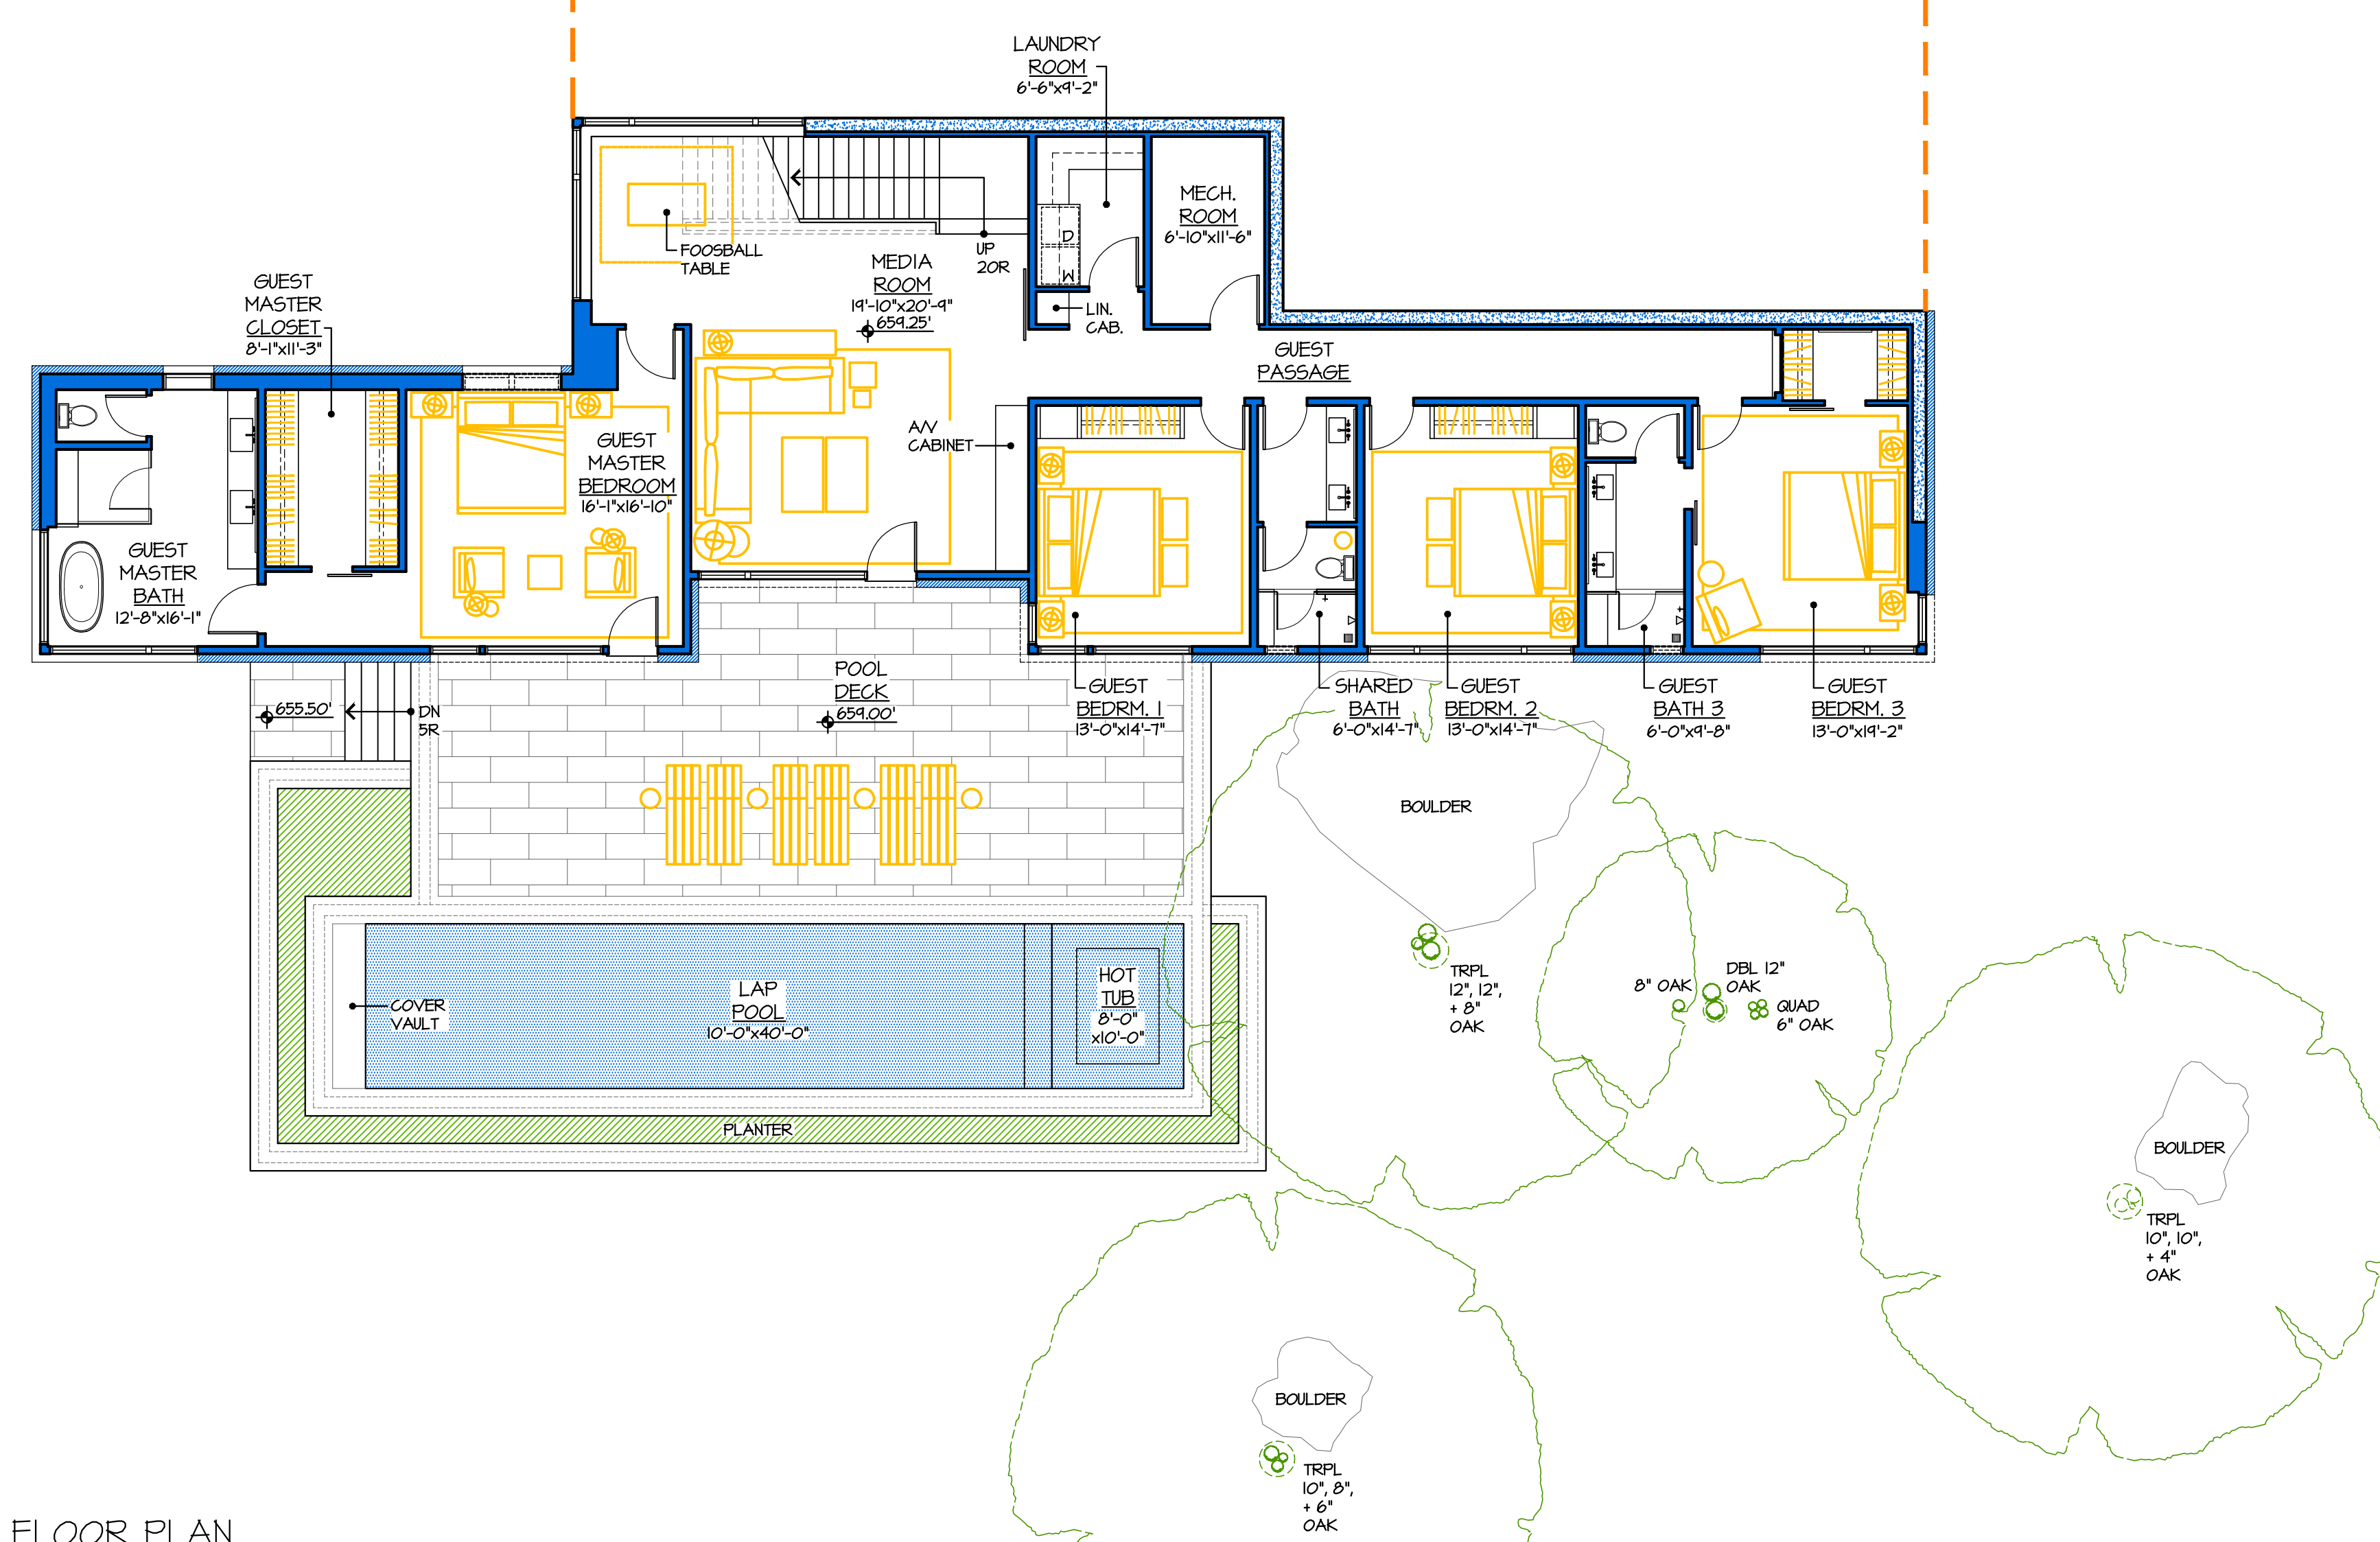 LAUNDRY
ROOM
6'-6"x9'-2"
MECH.
ROOM
6'-10"x11'-6"
D
W
LIN.
CAB.
FOOSBALL
TABLE
UP
20R
MEDIA
ROOM
19'-10"x20'-9"
659.25'
GUEST
MASTER
CLOSET
8'-1"x11'-3"
GUEST
PASSAGE
A/V
CABINET
GUEST
MASTER
BEDROOM
16'-1"x16'-10"
GUEST
MASTER
BATH
12'-8"x16'-1"
655.50'
DN
5R
POOL
DECK
659.00'
GUEST
BEDRM. 1
13'-0"x14'-7"
SHARED
BATH
6'-0"x14'-7"
GUEST
BEDRM. 2
13'-0"x14'-7"
GUEST
BATH 3
6'-0"x9'-8"
GUEST
BEDRM. 3
13'-0"x19'-2"
BOULDER
COVER
VAULT
LAP
POOL
10'-0"x40'-0"
HOT
TUB
8'-0"
x10'-0"
PLANTER
TRPL
12", 12",
+ 8"
OAK
8" OAK
DBL 12"
OAK
QUAD
6" OAK
BOULDER
TRPL
10", 10",
+ 4"
OAK
BOULDER
TRPL
10", 8",
+ 6"
OAK
FLOOR PLAN